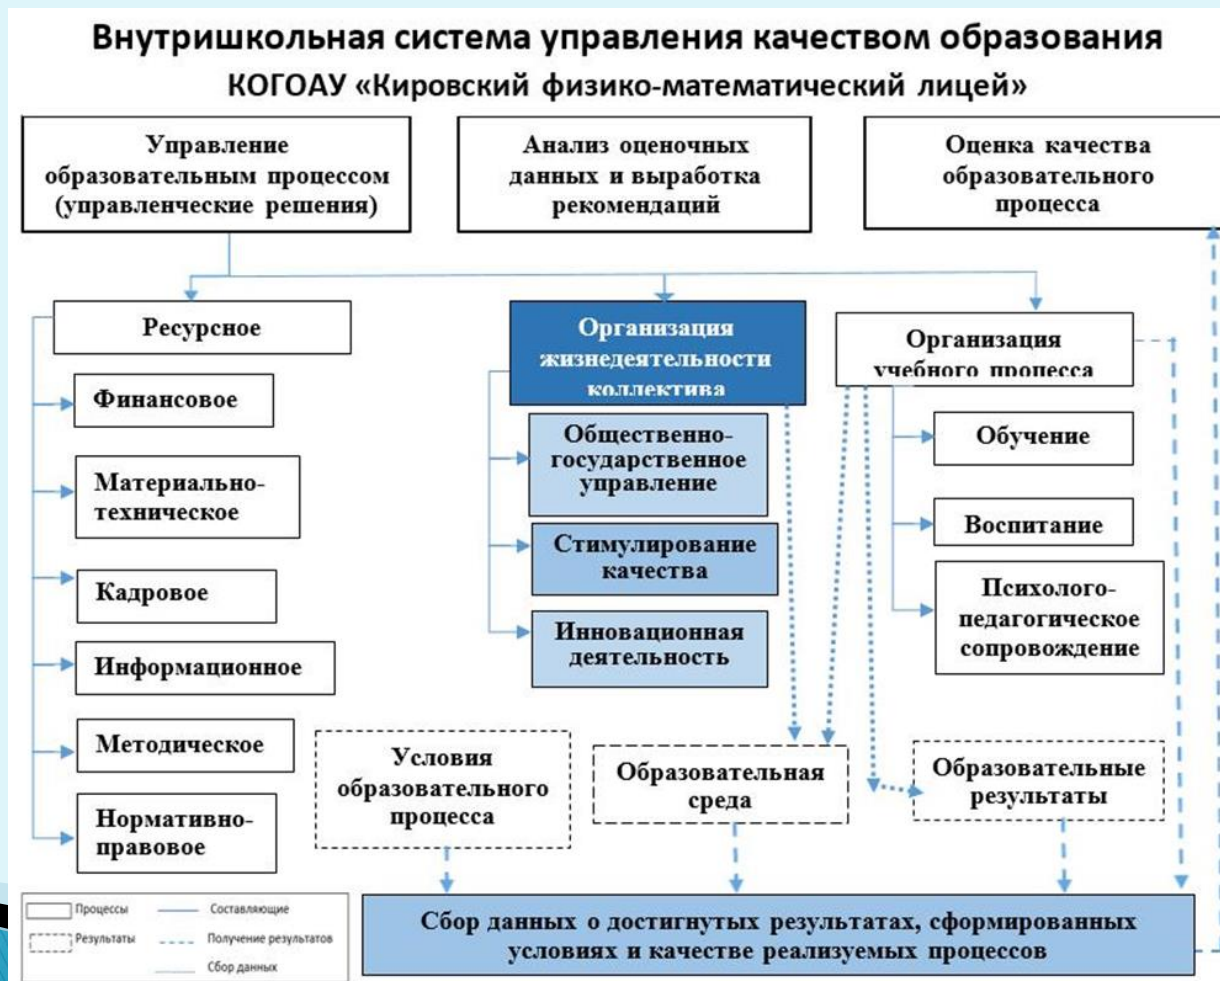 Внутришкольная система управления качеством образования
КОГОАУ «Кировский физико-математический лицей»
Управление
образовательным процессом
(управленческие решения)
Анализ оценочных
данных и выработка
рекомендаций
Оценка качества
образовательного
процесса
Ресурсное
Финансовое
Материально-
техническое
Кадровое
Информационное
Методическое
Нормативно-
правовое
Организация
жизнедеятельности
коллектива
Общественно-
государственное
управление
Стимулирование
качества
Инновационная
деятельность
Организация
учебного процесса
Обучение
Воспитание
Психолого-
педагогическое
сопровождение
Условия
образовательного
процесса
Образовательная
среда
Образовательные
результаты
Сбор данных о достигнутых результатах, сформированных
условиях и качестве реализуемых процессов
Процессы
Составляющие
Результаты
Получение результатов
Сбор данных